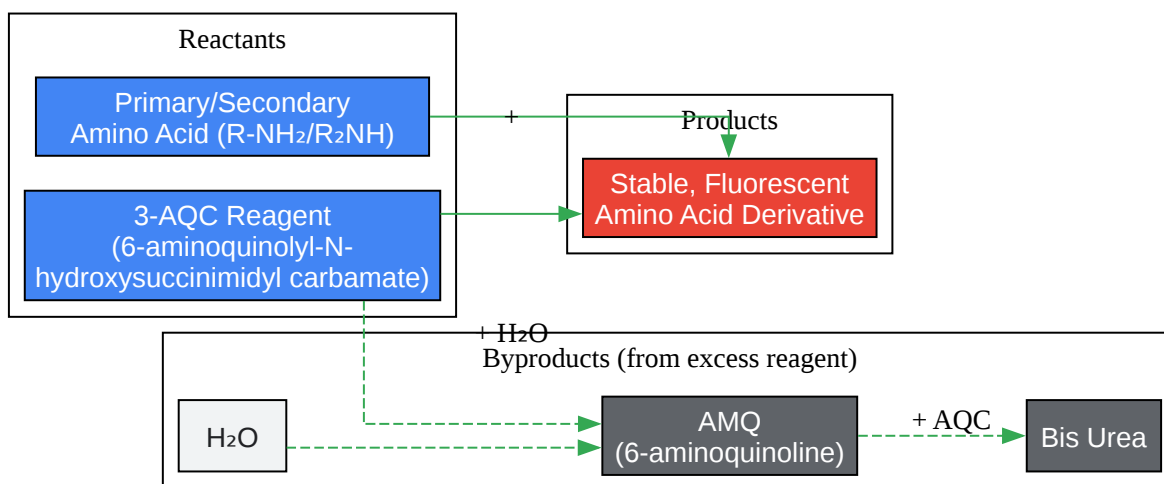 Reactants
Primary/Secondary
Amino Acid (R-NH₂/R₂NH)
+
Products
3-AQC Reagent
(6-aminoquinolyl-N-
hydroxysuccinimidyl carbamate)
Stable, Fluorescent
Amino Acid Derivative
+ H₂O
Byproducts (from excess reagent)
H₂O
AMQ
(6-aminoquinoline)
+ AQC
Bis Urea